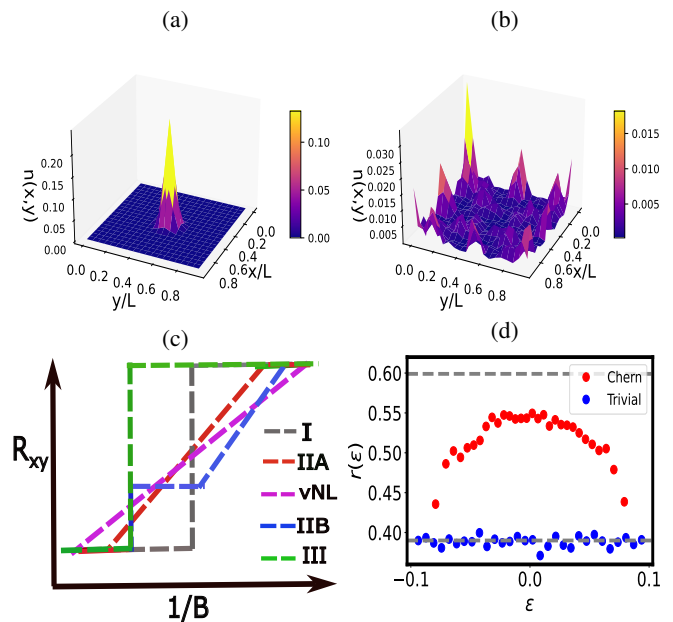 (a)
(b)
n(x,y)
0.20
0.15
0.10
0.05
0.00
0.0
0.2
0.4
0.6
0.8
y/L
0.0
0.2
0.4
0.6
0.8
x/L
0.10
0.05
0.00
n(x,y)
0.030
0.025
0.020
0.015
0.010
0.005
0.0
0.2
0.4
0.6
0.8
y/L
0.0
0.2
0.4
0.6
0.8
x/L
0.015
0.010
0.005
(c)
(d)
Rxy
1/B
I
IIA
vNL
IIB
III
r(ε)
0.60
0.55
0.50
0.45
0.40
Chern
Trivial
−0.1
0.0
0.1
ε